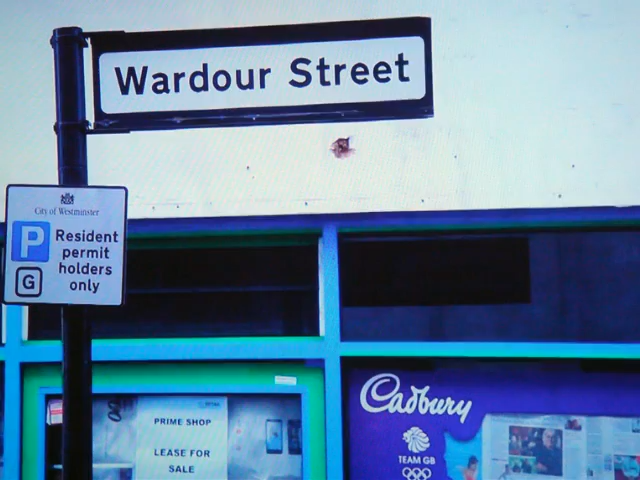 Wardour Street
City of Westminster
P Resident
permit
G holders
only
PRIME SHOP
LEASE FOR
SALE
Cadbury
TEAM GB